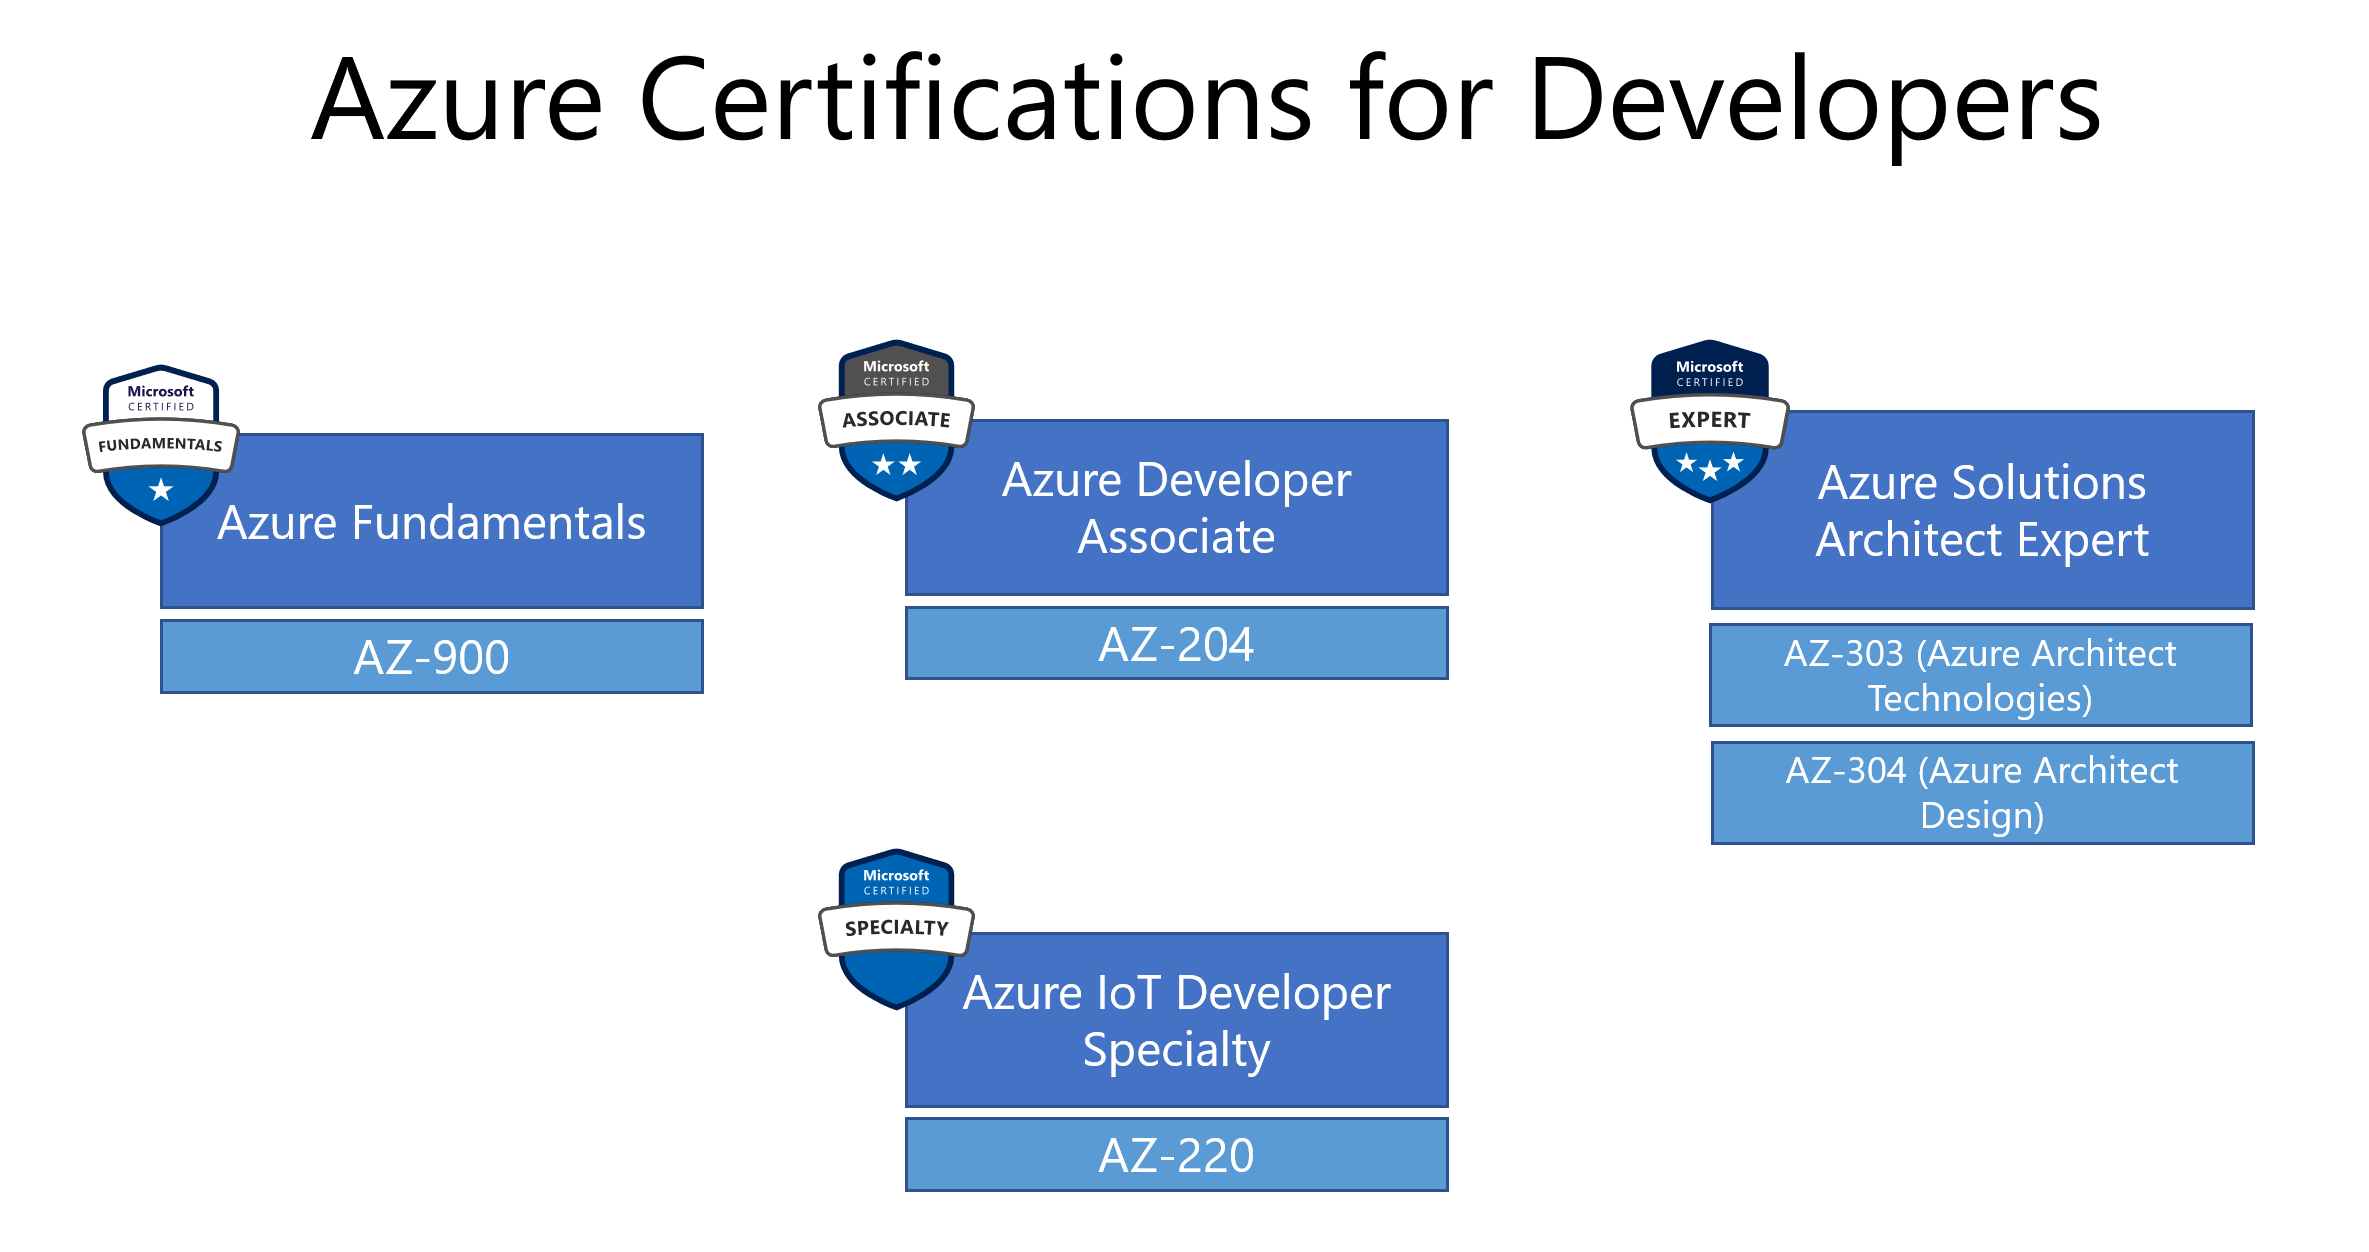 Azure Certifications for Developers
Microsoft
CERTIFIED
FUNDAMENTALS
Azure Fundamentals
AZ-900
Microsoft
CERTIFIED
ASSOCIATE
Azure Developer
Associate
AZ-204
Microsoft
CERTIFIED
EXPERT
Azure Solutions
Architect Expert
AZ-303 (Azure Architect
Technologies)
AZ-304 (Azure Architect
Design)
Microsoft
CERTIFIED
SPECIALTY
Azure IoT Developer
Specialty
AZ-220